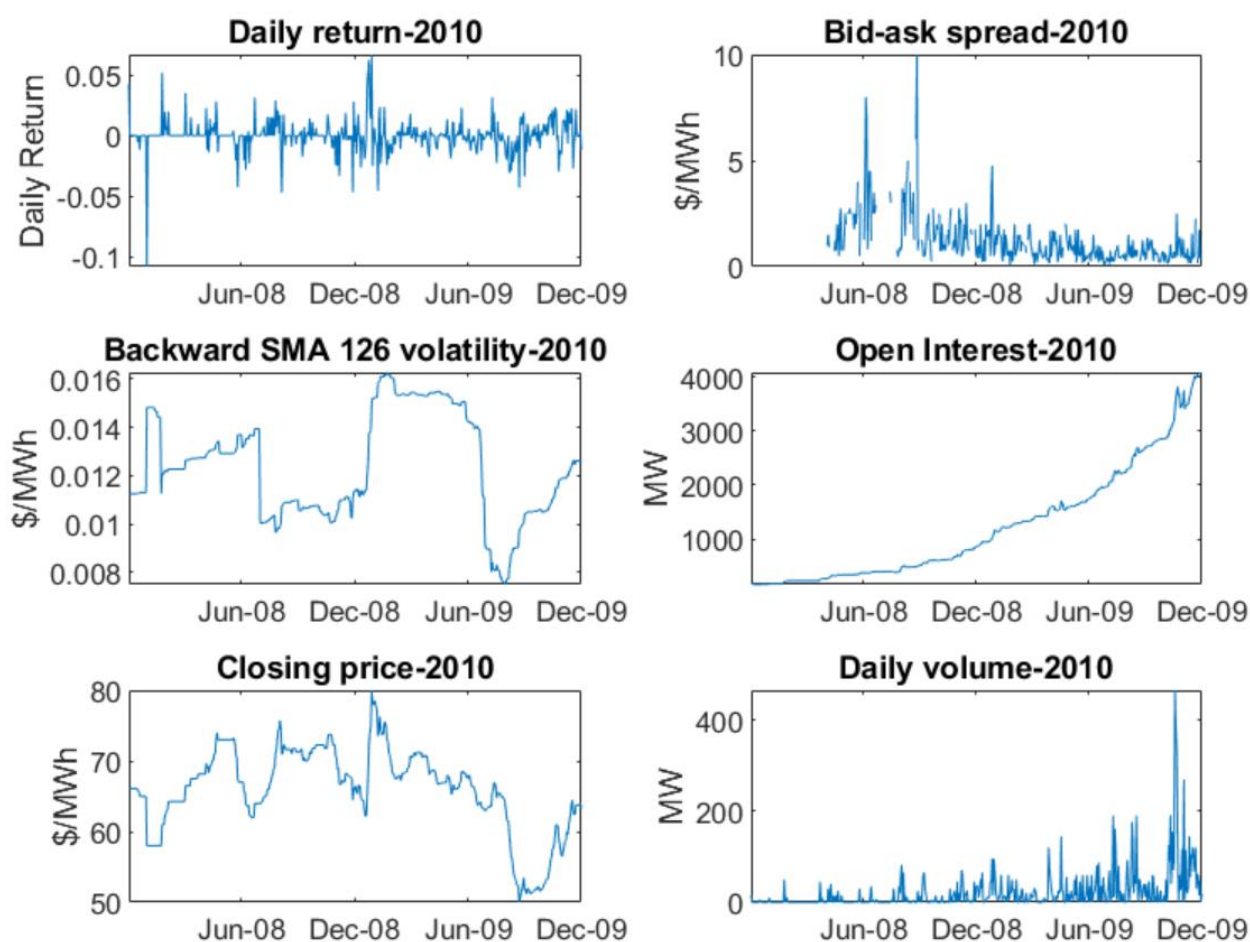 Daily return-2010
Daily Return
0.05
0
-0.05
-0.1
Jun-08 Dec-08 Jun-09 Dec-09
Bid-ask spread-2010
$/MWh
10
5
0
Jun-08 Dec-08 Jun-09 Dec-09
Backward SMA 126 volatility-2010
$/MWh
0.016
0.014
0.012
0.01
0.008
Jun-08 Dec-08 Jun-09 Dec-09
Open Interest-2010
MW
4000
3000
2000
1000
Jun-08 Dec-08 Jun-09 Dec-09
Closing price-2010
$/MWh
80
70
60
50
Jun-08 Dec-08 Jun-09 Dec-09
Daily volume-2010
MW
400
200
0
Jun-08 Dec-08 Jun-09 Dec-09